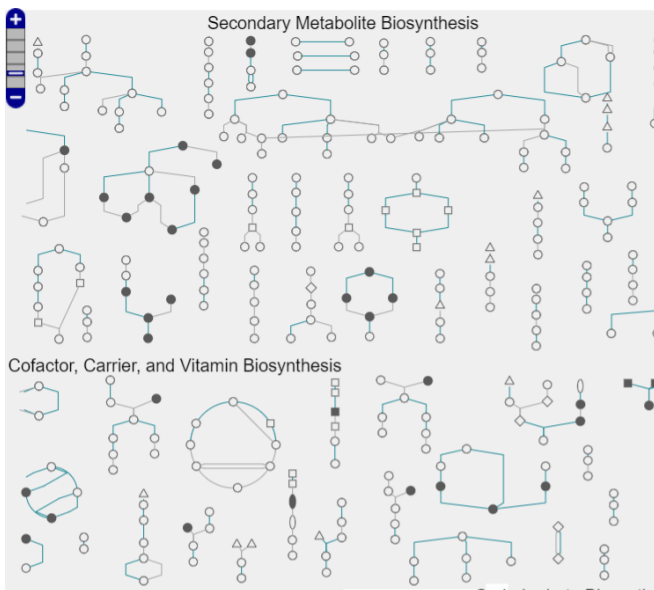 Secondary Metabolite Biosynthesis
Cofactor, Carrier, and Vitamin Biosynthesis